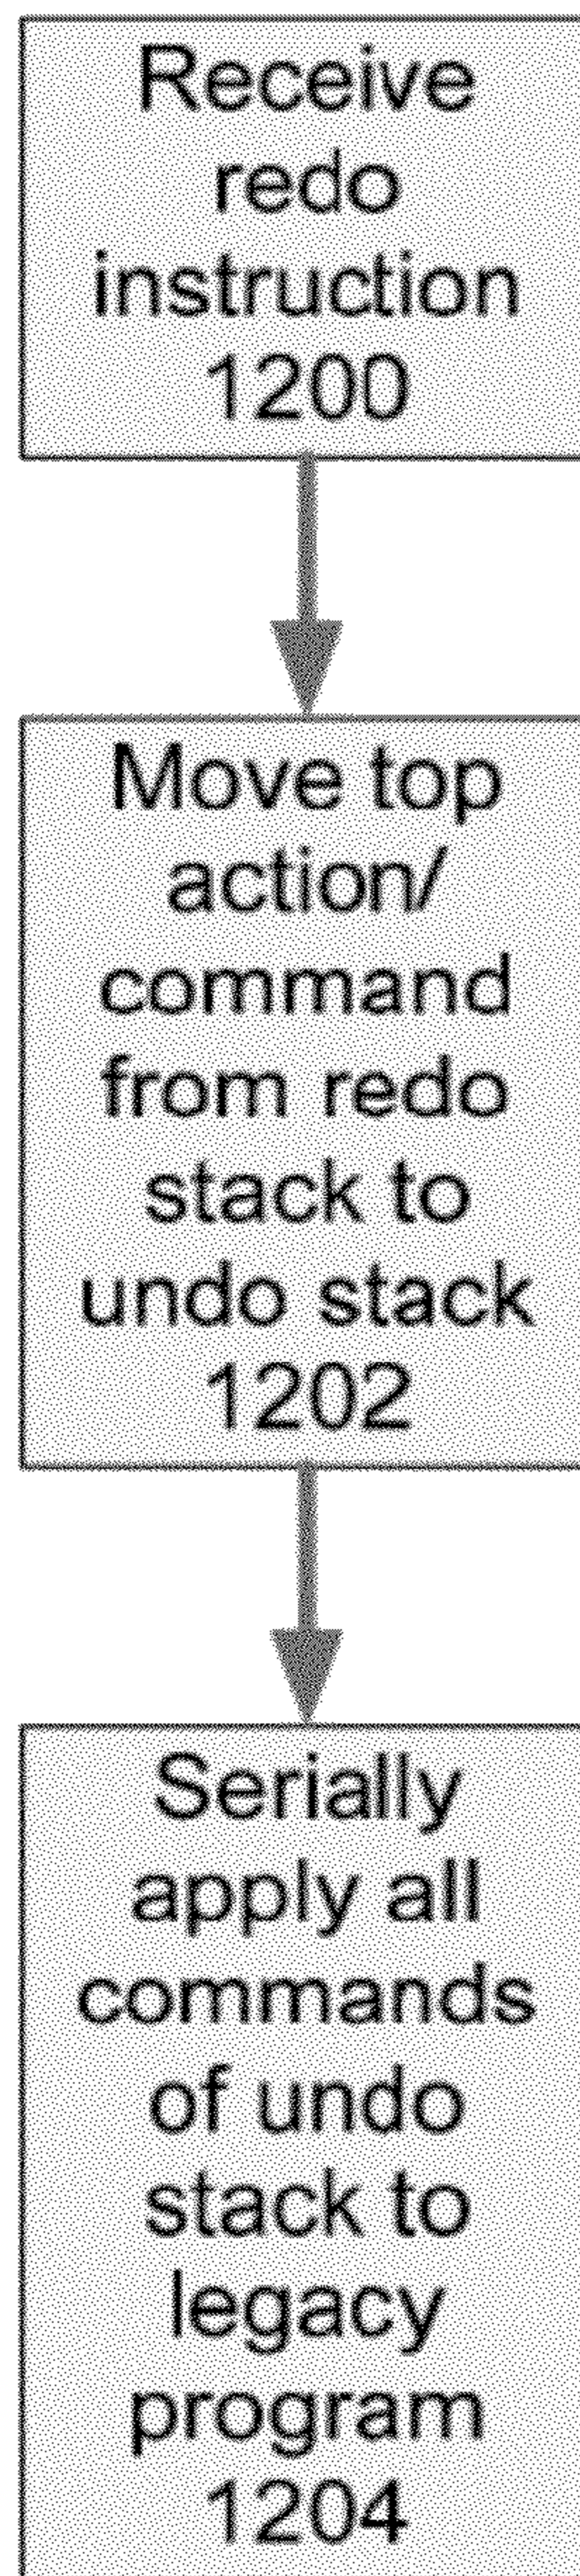 Receive
redo
instruction
1200
Move top
action/
command
from redo
stack to
undo stack
1202
Serially
apply all
commands
of undo
stack to
legacy
program
1204